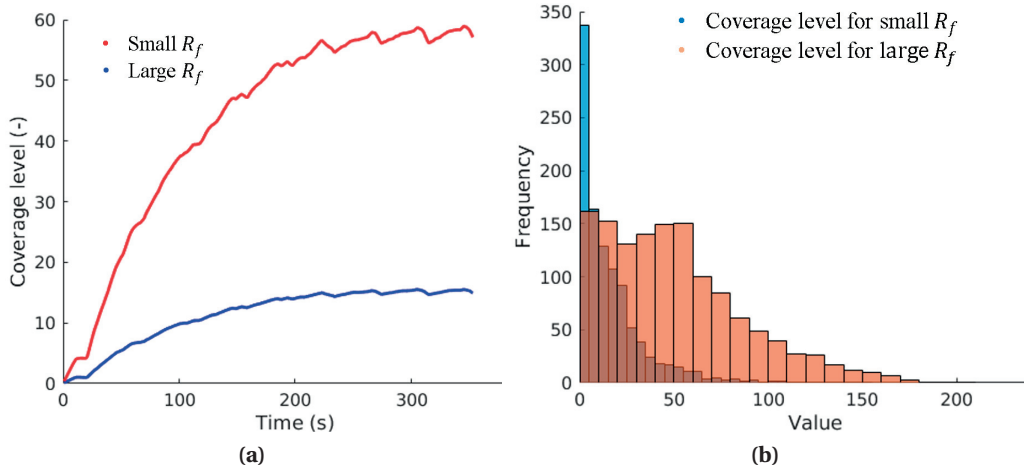 60
50
40
30
20
10
0
Coverage level (-)
Small R_f
Large R_f
0 100 200 300
Time (s)
(a)
350
300
250
200
150
100
50
0
Frequency
Coverage level for small R_f
Coverage level for large R_f
0 50 100 150 200
Value
(b)